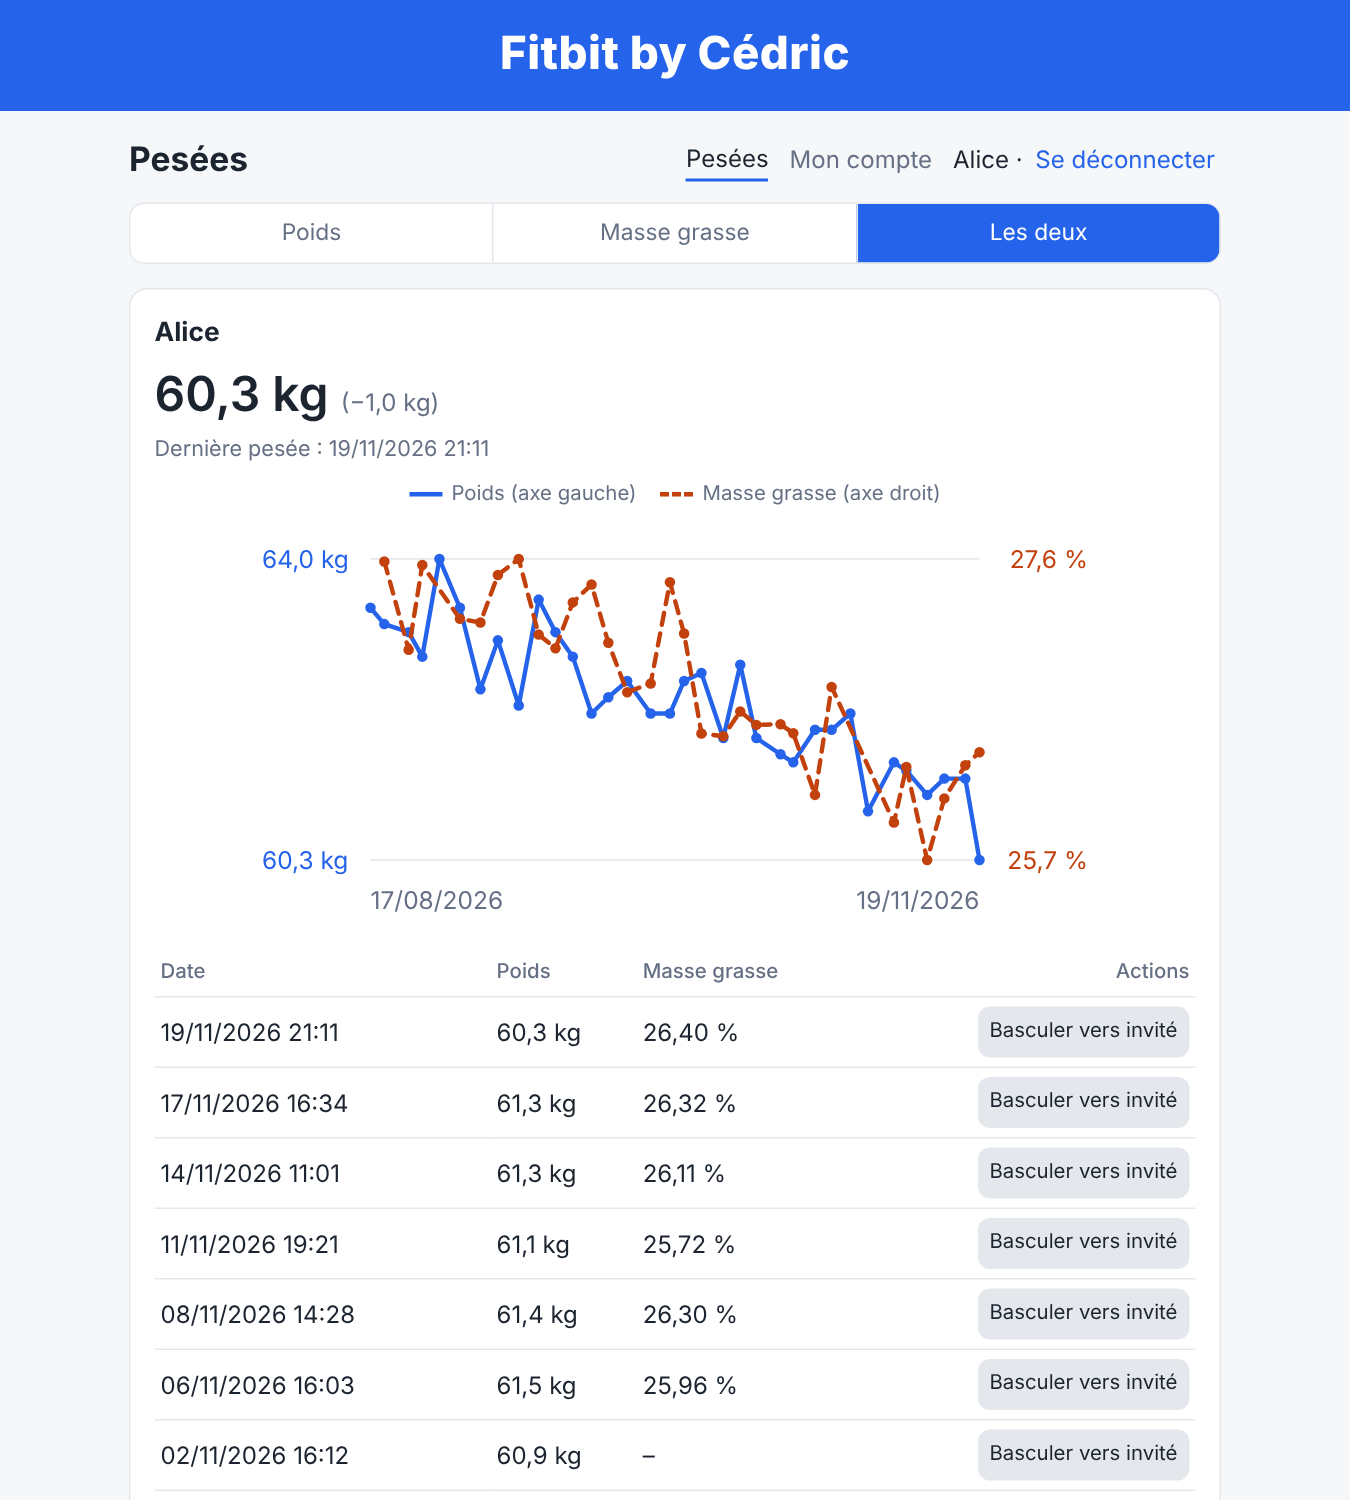 Fitbit by Cédric
Pesées
Pesées Mon compte Alice · Se déconnecter
Poids Masse grasse Les deux
Alice
60,3 kg (−1,0 kg)
Dernière pesée : 19/11/2026 21:11
Poids (axe gauche) Masse grasse (axe droit)
64,0 kg 27,6 %
60,3 kg 25,7 %
17/08/2026 19/11/2026
Date Poids Masse grasse Actions
19/11/2026 21:11 60,3 kg 26,40 % Basculer vers invité
17/11/2026 16:34 61,3 kg 26,32 % Basculer vers invité
14/11/2026 11:01 61,3 kg 26,11 % Basculer vers invité
11/11/2026 19:21 61,1 kg 25,72 % Basculer vers invité
08/11/2026 14:28 61,4 kg 26,30 % Basculer vers invité
06/11/2026 16:03 61,5 kg 25,96 % Basculer vers invité
02/11/2026 16:12 60,9 kg – Basculer vers invité